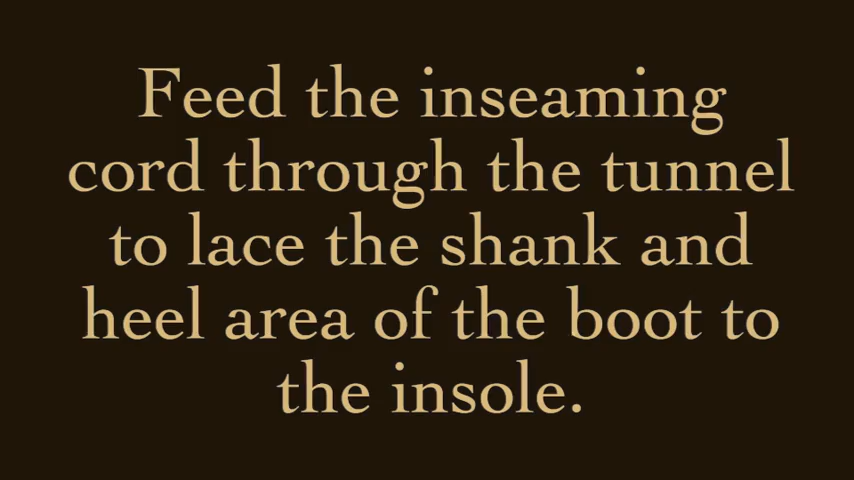 Feed the inseaming
cord through the tunnel
to lace the shank and
heel area of the boot to
the insole.